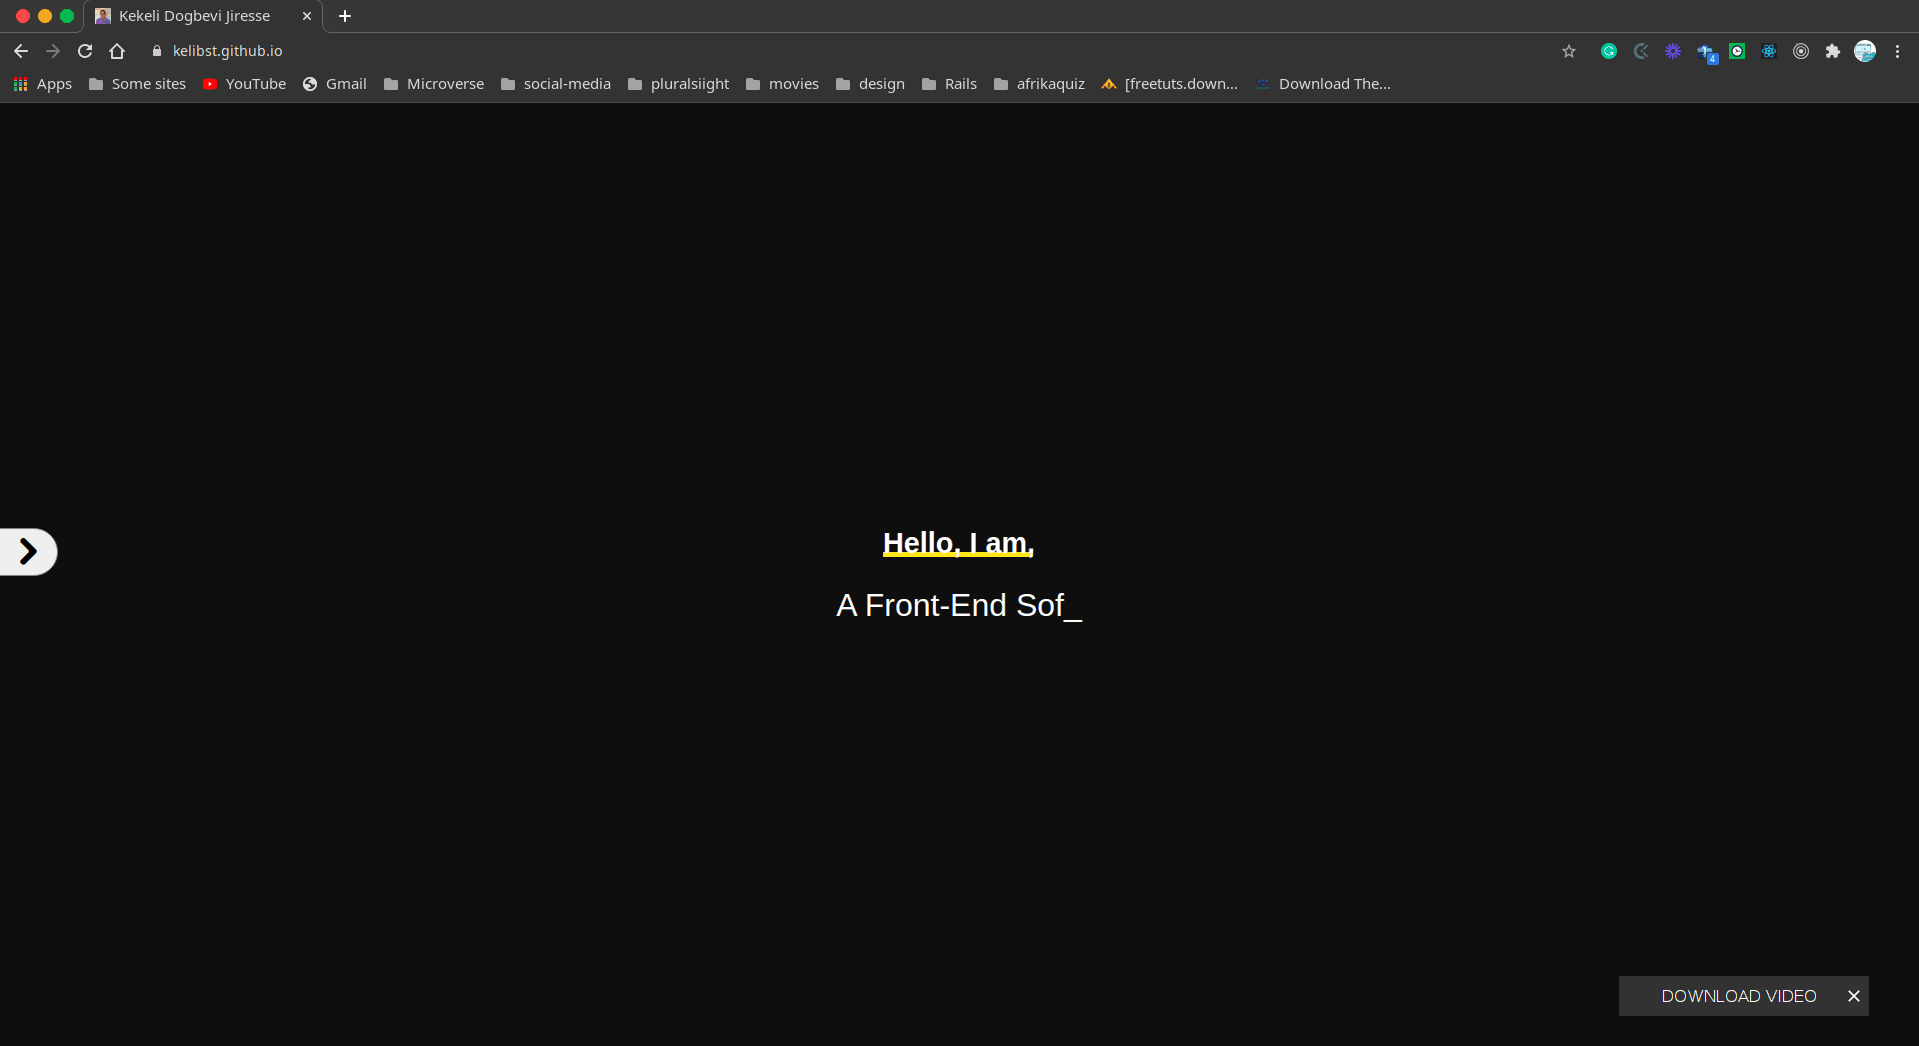 Kekeli Dogbevi Jiresse
kelibst.github.io
4
Apps Some sites YouTube Gmail Microverse social-media pluralsiight movies design Rails afrikaquiz [freetuts.down... Download The...
Hello, I am,
A Front-End Sof_
DOWNLOAD VIDEO